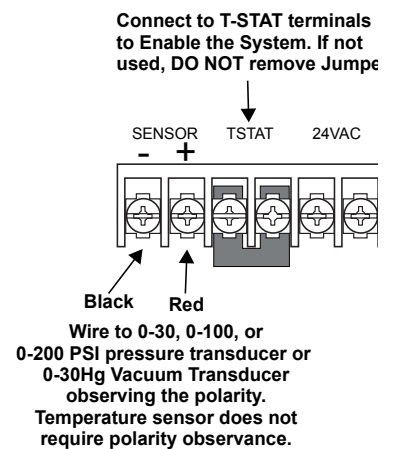 Connect to T-STAT terminals
to Enable the System. If not
used, DO NOT remove Jumpe
SENSOR TSTAT 24VAC
- +
Black Red
Wire to 0-30, 0-100, or
0-200 PSI pressure transducer or
0-30Hg Vacuum Transducer
observing the polarity.
Temperature sensor does not
require polarity observance.